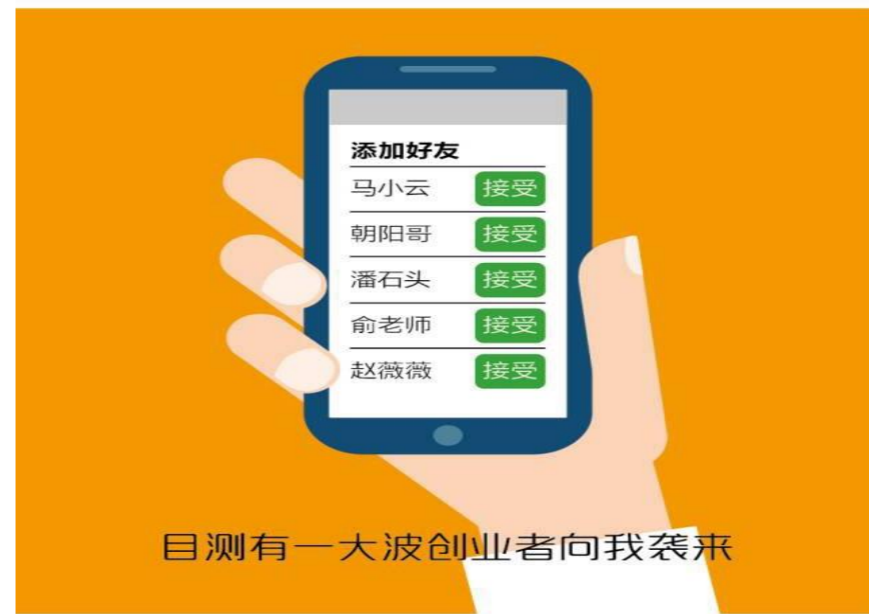 添加好友
马小云 接受
朝阳哥 接受
潘石头 接受
俞老师 接受
赵薇薇 接受
目测有一大波创业者向我袭来